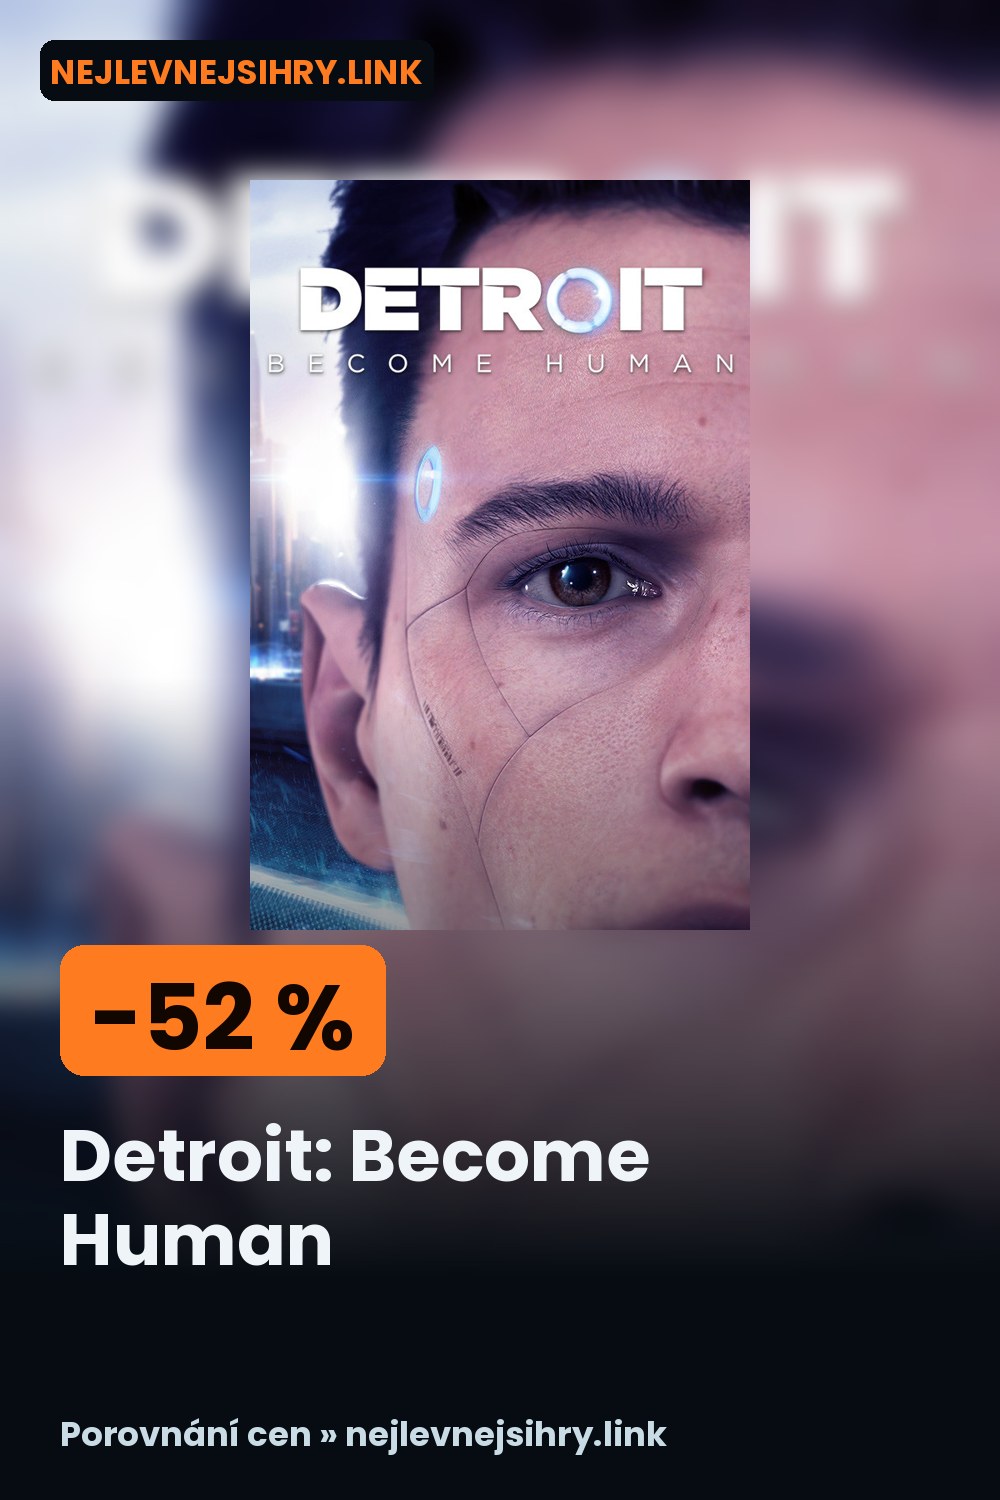 NEJLEVNEJSIHRY.LINK
DETROIT
BECOME HUMAN
-52 %
Detroit: Become
Human
Porovnání cen » nejlevnejsihry.link